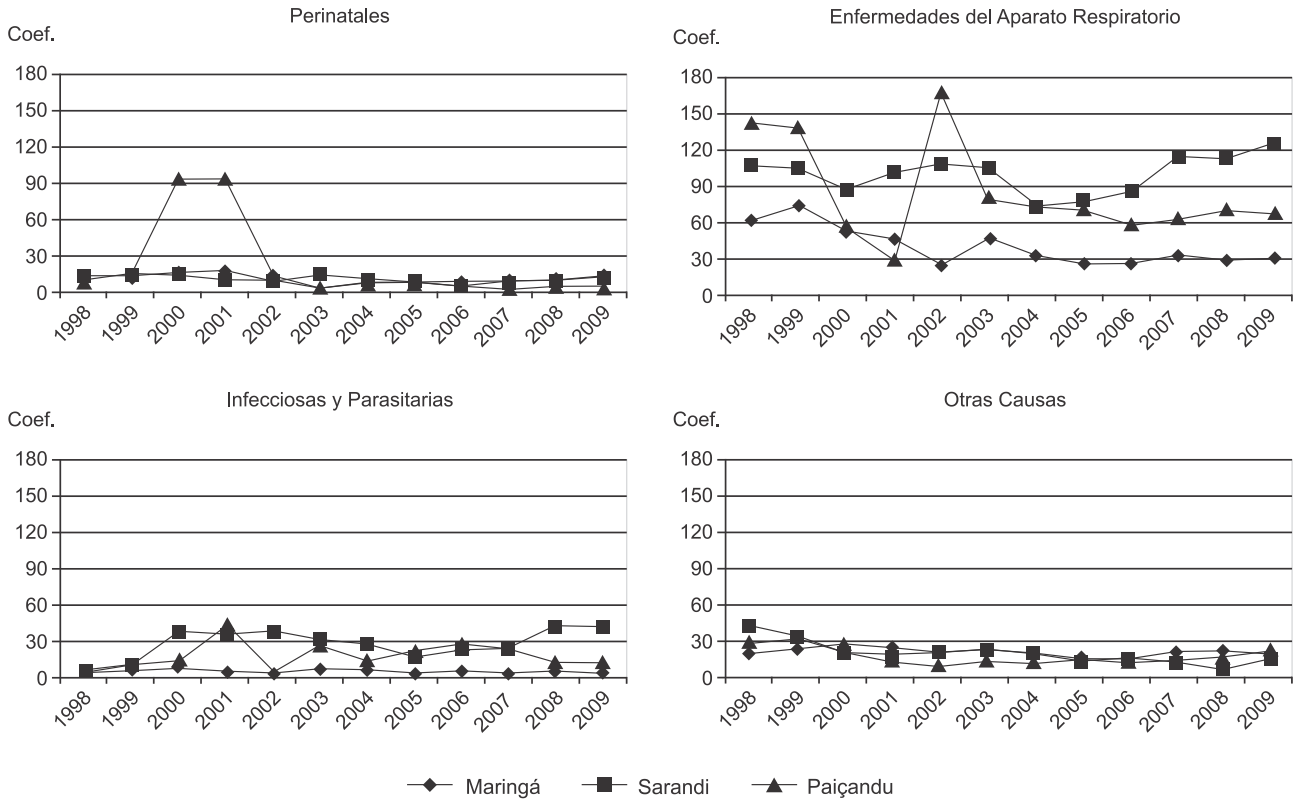 Perinatales
Coef.
180
150
120
90
60
30
0
1998 1999 2000 2001 2002 2003 2004 2005 2006 2007 2008 2009
Enfermedades del Aparato Respiratorio
Coef.
180
150
120
90
60
30
0
1998 1999 2000 2001 2002 2003 2004 2005 2006 2007 2008 2009
Infecciosas y Parasitarias
Coef.
180
150
120
90
60
30
0
1998 1999 2000 2001 2002 2003 2004 2005 2006 2007 2008 2009
Otras Causas
Coef.
180
150
120
90
60
30
0
1998 1999 2000 2001 2002 2003 2004 2005 2006 2007 2008 2009
Maringá Sarandi Paiçandu